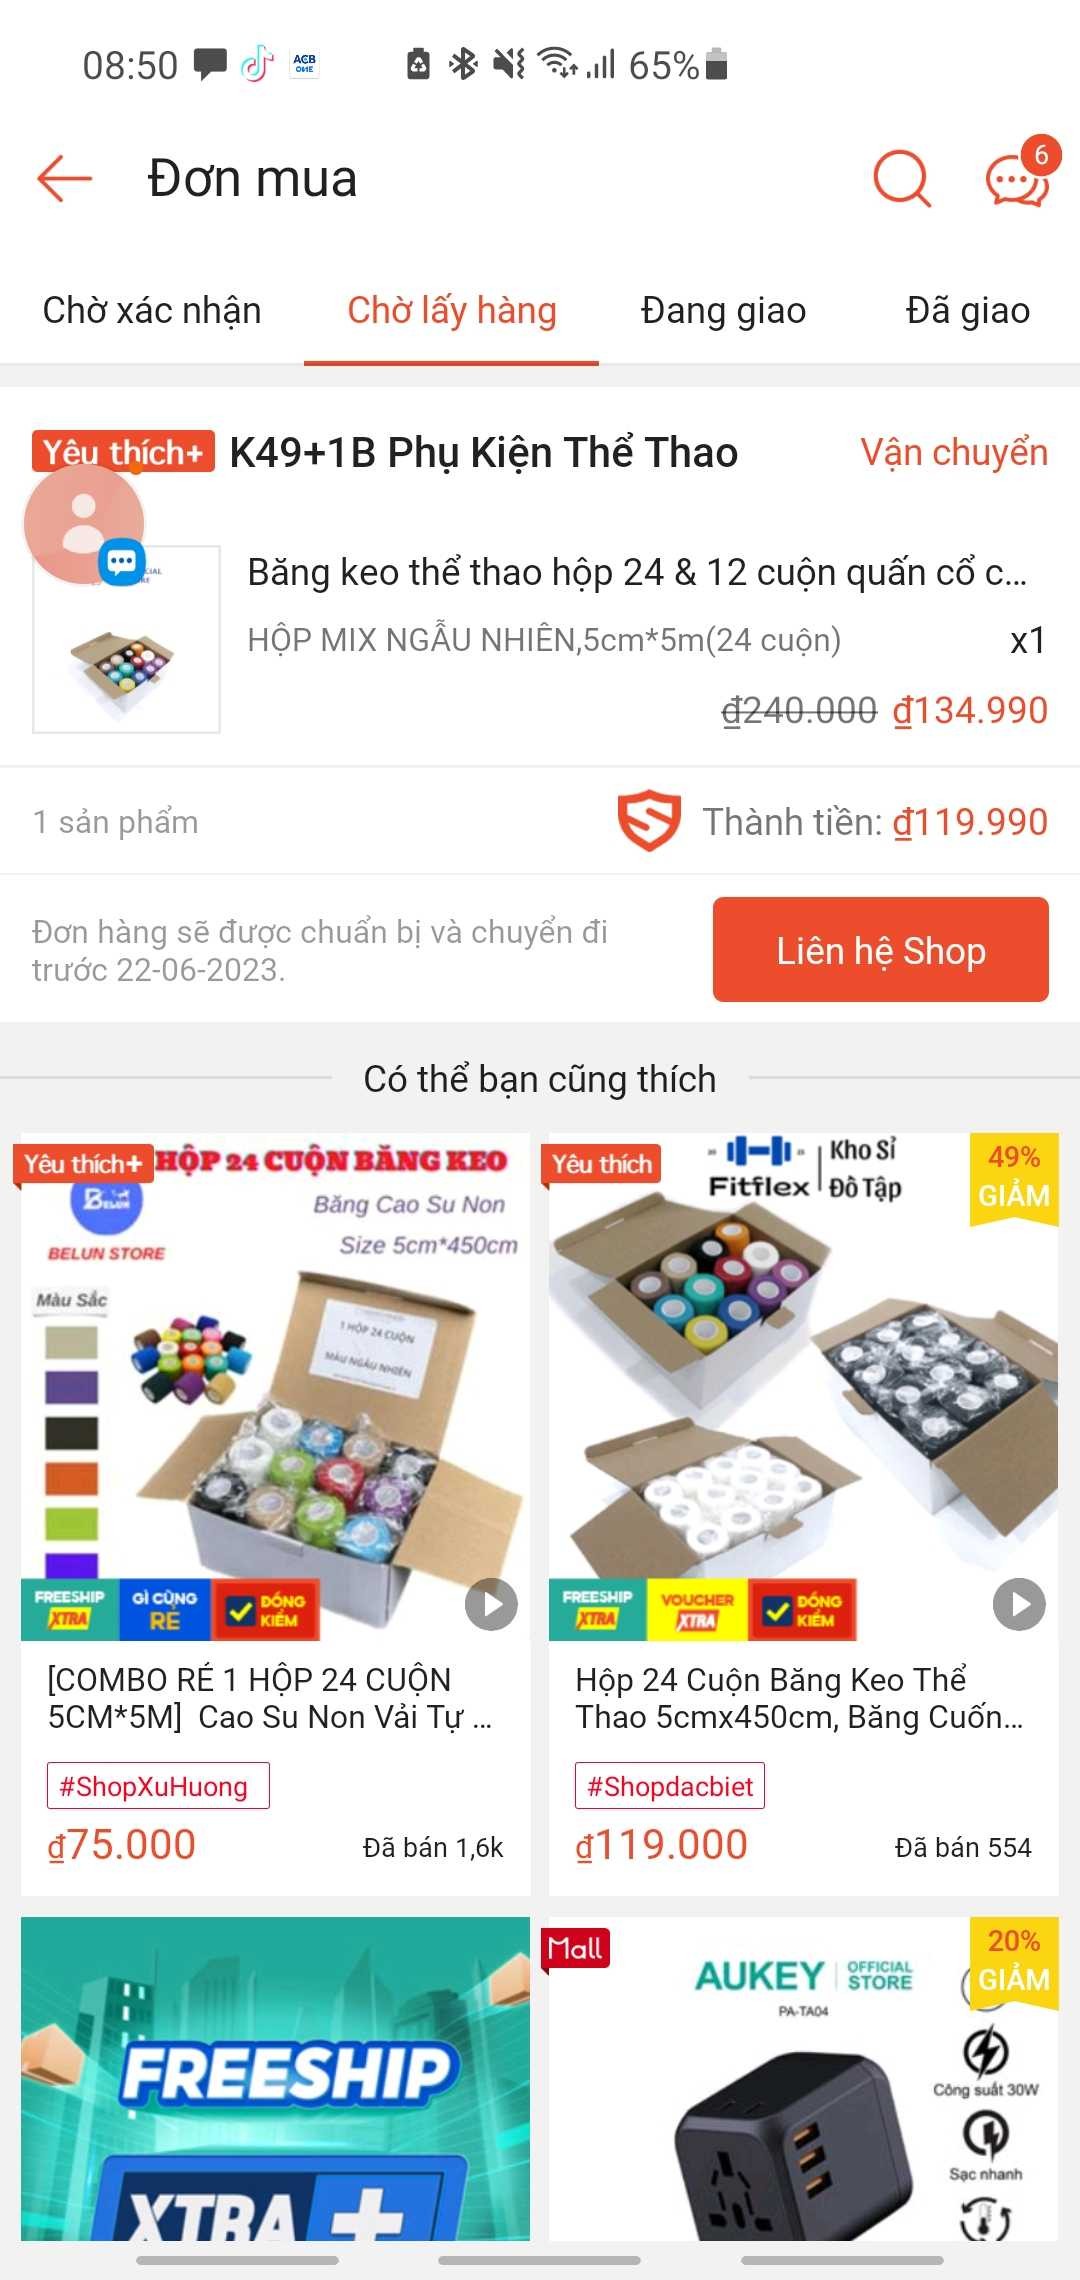 08:50
ACB
ONE
65%
Đơn mua
6
Chờ xác nhận
Chờ lấy hàng
Đang giao
Đã giao
Yêu thích+
K49+1B Phụ Kiện Thể Thao
Vận chuyển
Băng keo thể thao hộp 24 & 12 cuộn quấn cổ c...
HỘP MIX NGẪU NHIÊN,5cm*5m(24 cuộn)
x1
₫240.000 ₫134.990
1 sản phẩm
Thành tiền: ₫119.990
Đơn hàng sẽ được chuẩn bị và chuyển đi
trước 22-06-2023.
Liên hệ Shop
Có thể bạn cũng thích
Yêu thích+
HỘP 24 CUỘN BĂNG KEO
Băng Cao Su Non
Size 5cm*450cm
BELUN
BELUN STORE
Màu Sắc
1 HỘP 24 CUỘN
MÀU NGẪU NHIÊN
FREESHIP
XTRA
GÌ CŨNG
RẺ
ĐỒNG
KIỂM
[COMBO RẺ 1 HỘP 24 CUỘN
5CM*5M] Cao Su Non Vải Tự ...
#ShopXuHuong
₫75.000
Đã bán 1,6k
Yêu thích
Fitflex
Kho Sỉ
Đồ Tập
49%
GIẢM
FREESHIP
XTRA
VOUCHER
XTRA
ĐỒNG
KIỂM
Hộp 24 Cuộn Băng Keo Thể
Thao 5cmx450cm, Băng Cuốn...
#Shopdacbiet
₫119.000
Đã bán 554
FREESHIP
XTRA+
Mall
AUKEY
OFFICIAL
STORE
PA-TA04
20%
GIẢM
Công suất 30W
Sạc nhanh